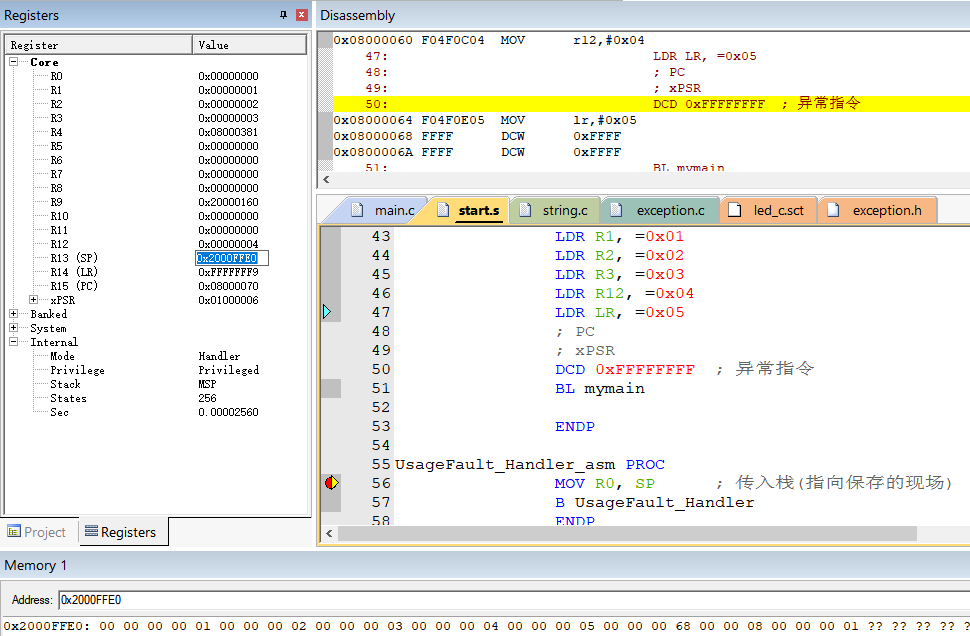 Registers
Register Value
Core
R0 0x00000000
R1 0x00000001
R2 0x00000002
R3 0x00000003
R4 0x08000381
R5 0x00000000
R6 0x00000000
R7 0x00000000
R8 0x00000000
R9 0x20000160
R10 0x00000000
R11 0x00000000
R12 0x00000004
R13 (SP) 0x2000FFE0
R14 (LR) 0xFFFFFFF9
R15 (PC) 0x08000070
xPSR 0x01000006
Banked
System
Internal
Mode Handler
Privilege Privileged
Stack MSP
States 256
Sec 0.00002560
Project Registers
Disassembly
0x08000060 F04F0C04 MOV r12,#0x04
47: LDR LR, =0x05
48: ; PC
49: ; xPSR
50: DCD 0xFFFFFFFF ; 异常指令
0x08000064 F04F0E05 MOV lr,#0x05
0x08000068 FFFF DCW 0xFFFF
0x0800006A FFFF DCW 0xFFFF
51: BL mymain
main.c start.s string.c exception.c led_c.sct exception.h
43 LDR R1, =0x01
44 LDR R2, =0x02
45 LDR R3, =0x03
46 LDR R12, =0x04
47 LDR LR, =0x05
48 ; PC
49 ; xPSR
50 DCD 0xFFFFFFFF ; 异常指令
51 BL mymain
52
53 ENDP
54
55 UsageFault_Handler_asm PROC
56 MOV R0, SP ; 传入栈(指向保存的现场)
57 B UsageFault_Handler
58 ENDP
Memory 1
Address: 0x2000FFE0
0x2000FFE0: 00 00 00 00 01 00 00 00 02 00 00 00 03 00 00 00 04 00 00 00 05 00 00 00 68 00 00 08 00 00 00 01 ?? ?? ?? ??